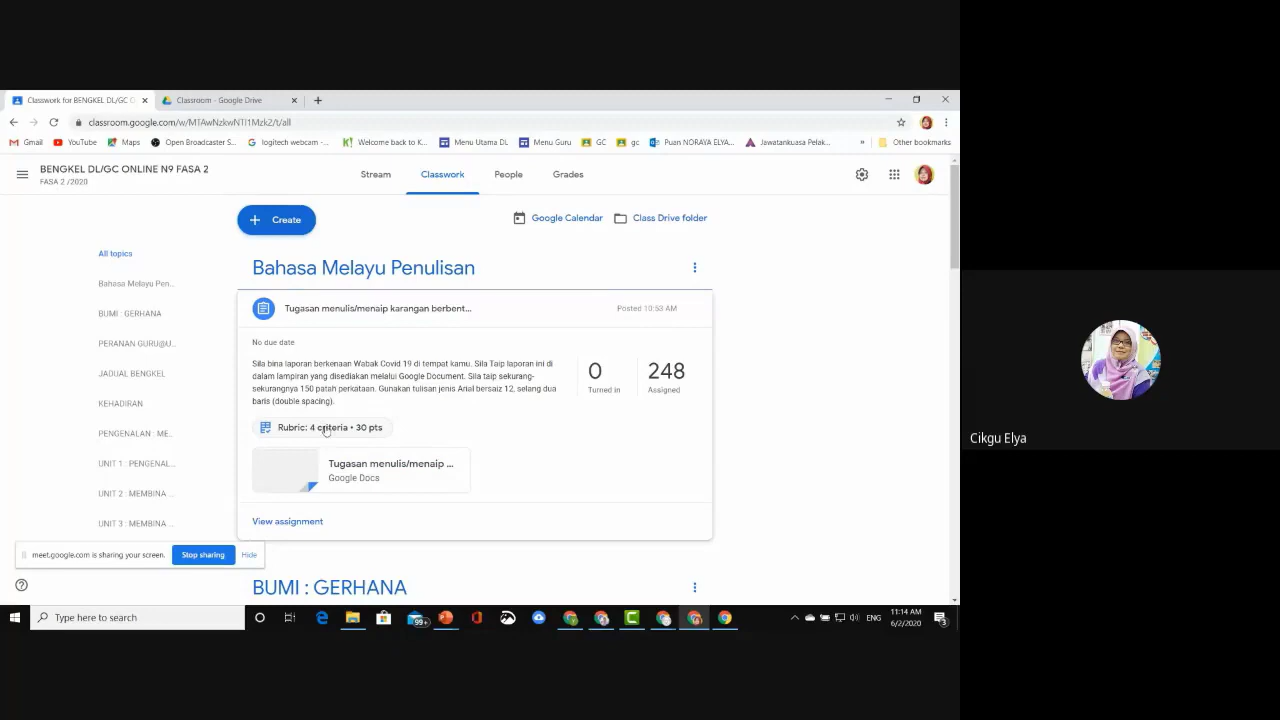 Classwork for BENGKEL DL/GC O
Classroom - Google Drive
classroom.google.com/w/MTAwNzkwNTI1Mzk2/t/all
Gmail YouTube Maps Open Broadcaster S... logitech webcam -... Welcome back to K... Menu Utama DL Menu Guru GC gc Puan NORAYA ELYA... Jawatankuasa Pelak... » Other bookmarks
BENGKEL DL/GC ONLINE N9 FASA 2
FASA 2 /2020
Stream Classwork People Grades
Create
Google Calendar Class Drive folder
All topics
Bahasa Melayu Pen...
BUMI : GERHANA
PERANAN GURU@U...
JADUAL BENGKEL
KEHADIRAN
PENGENALAN : ME...
UNIT 1 : PENGENAL...
UNIT 2 : MEMBINA ...
UNIT 3 : MEMBINA ...
Bahasa Melayu Penulisan
Tugasan menulis/menaip karangan berbent...
Posted 10:53 AM
No due date
Sila bina laporan berkenaan Wabak Covid 19 di tempat kamu. Sila Taip laporan ini di
dalam lampiran yang disediakan melalui Google Document. Sila taip sekurang-
sekurangnya 150 patah perkataan. Gunakan tulisan jenis Arial bersaiz 12, selang dua
baris (double spacing).
0
Turned in
248
Assigned
Rubric: 4 criteria • 30 pts
Tugasan menulis/menaip ...
Google Docs
View assignment
BUMI : GERHANA
meet.google.com is sharing your screen. Stop sharing Hide
Type here to search
99+
ENG
11:14 AM
6/2/2020
3
Cikgu Elya